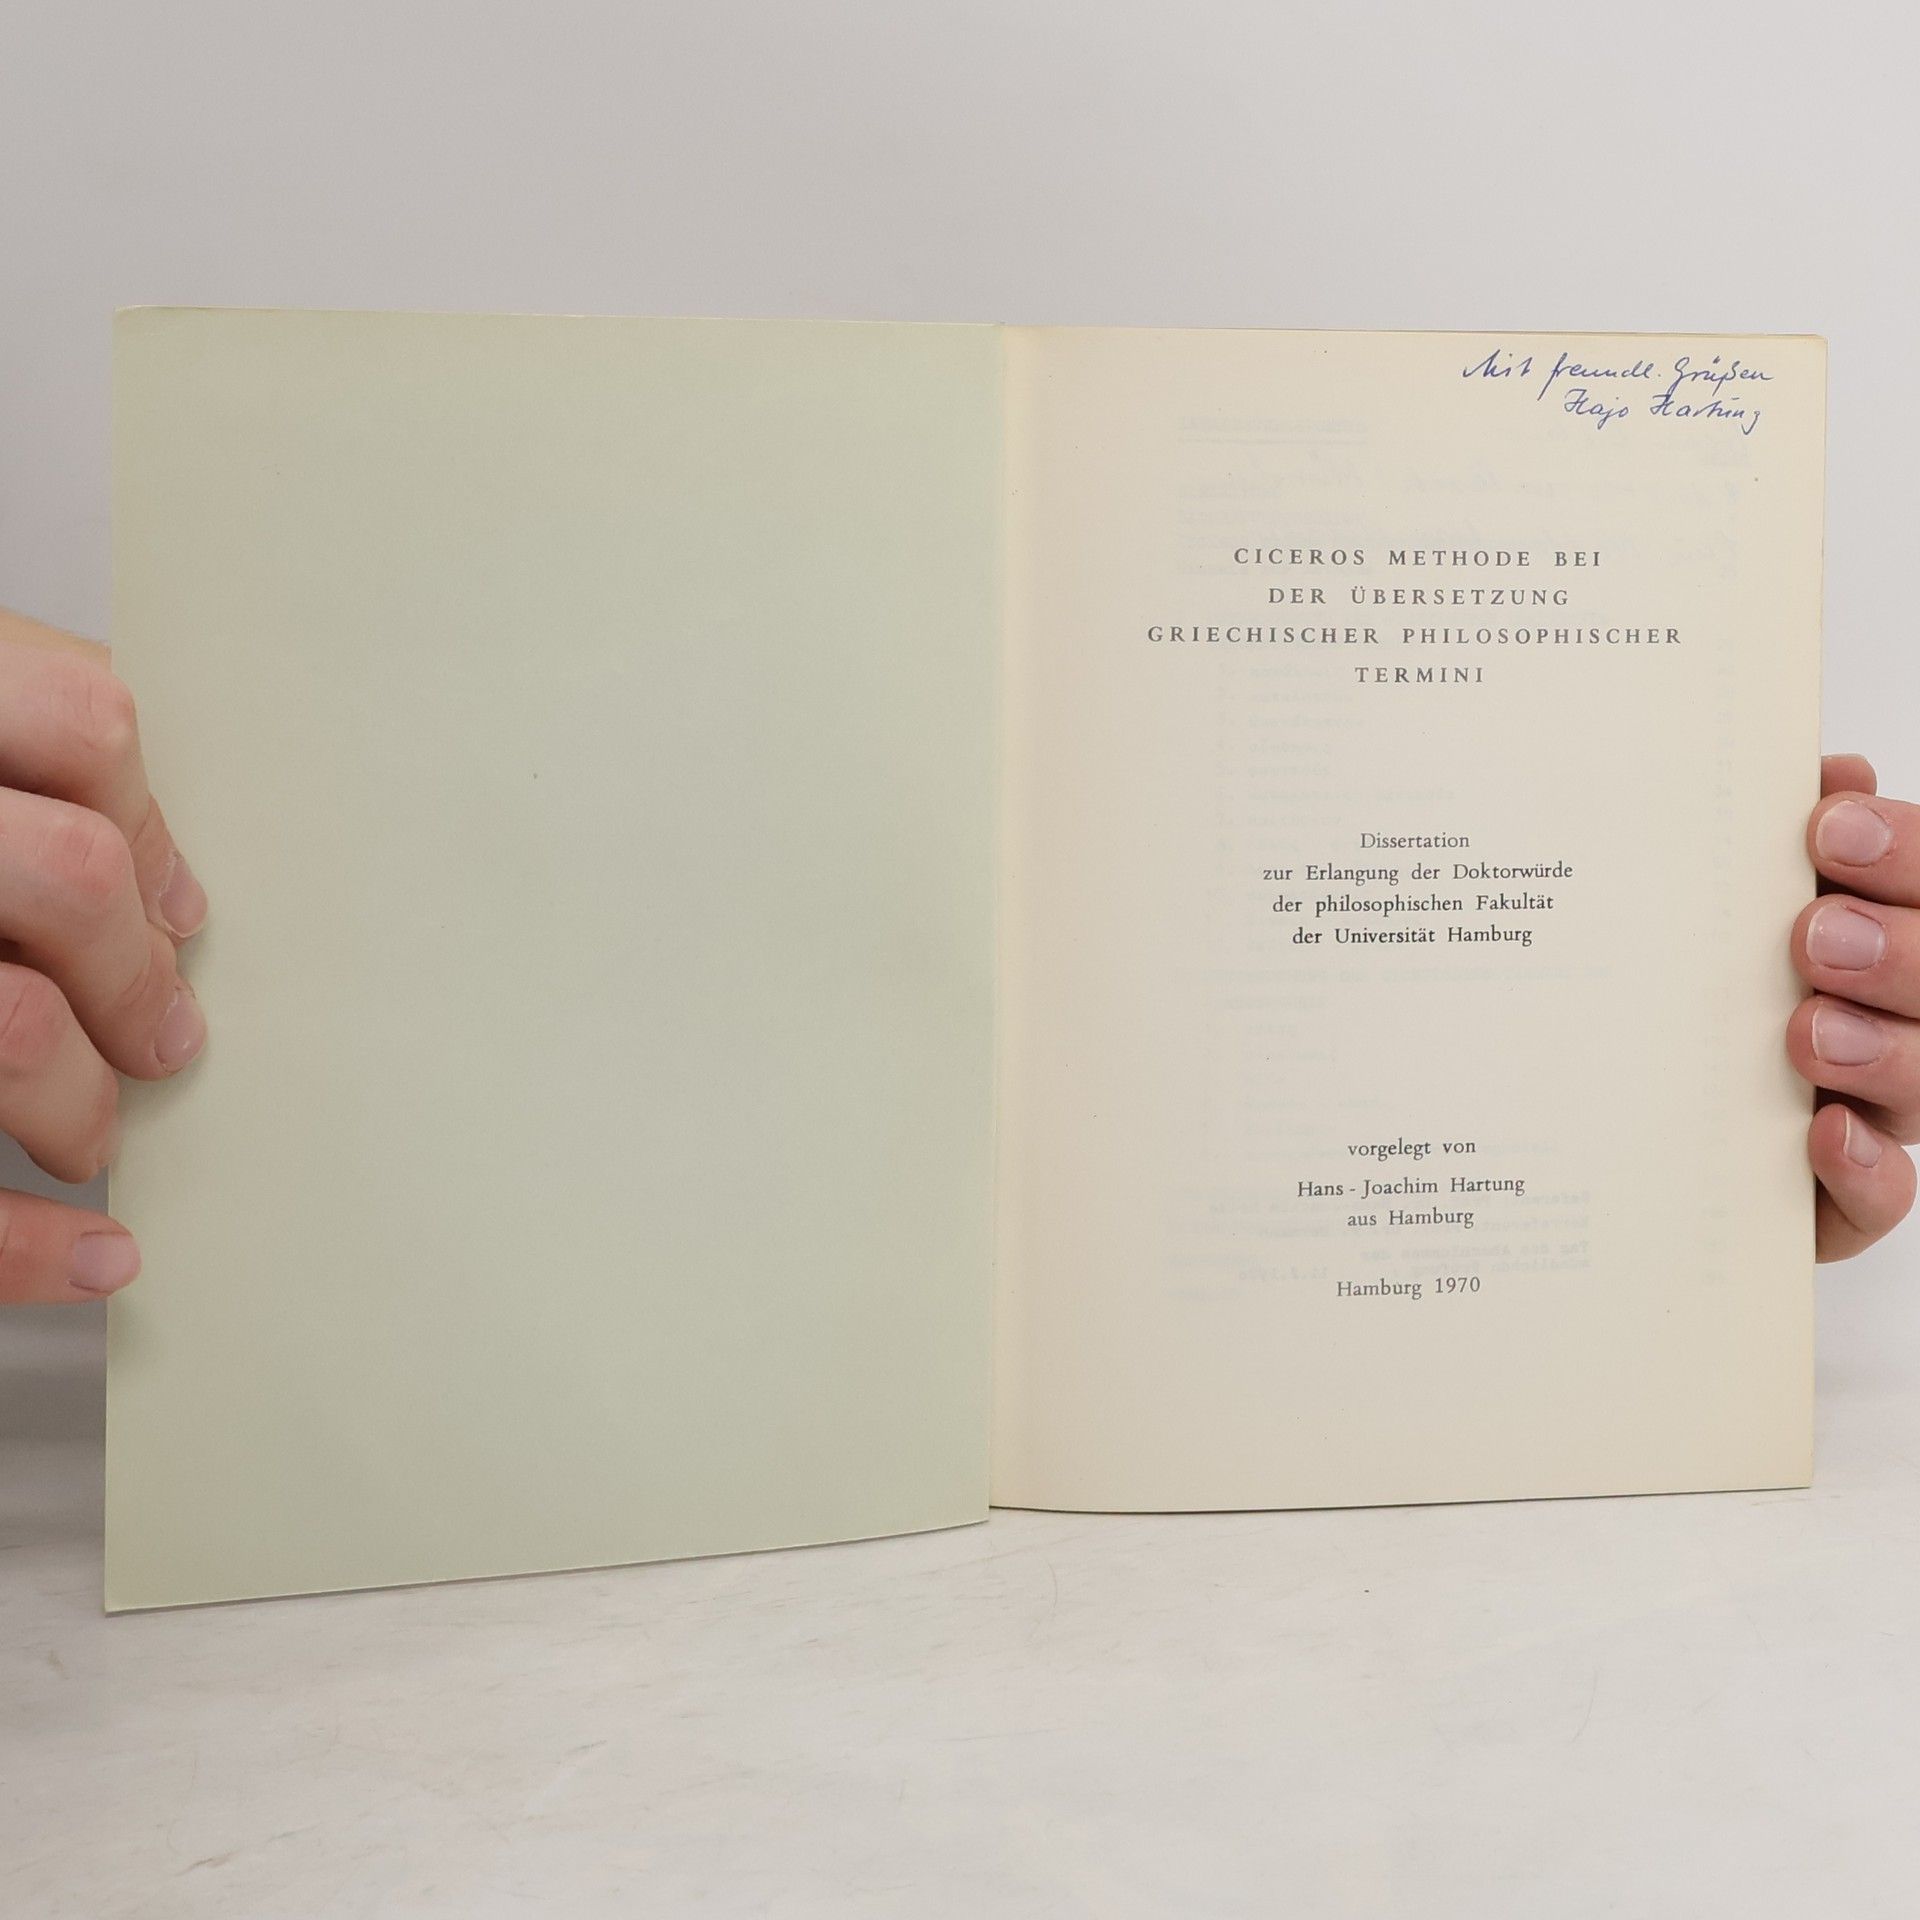 Mit freundl. Grüßen
Hajo Hartung
CICEROS METHODE BEI
DER ÜBERSETZUNG
GRIECHISCHER PHILOSOPHISCHER
TERMINI
Dissertation
zur Erlangung der Doktorwürde
der philosophischen Fakultät
der Universität Hamburg
vorgelegt von
Hans - Joachim Hartung
aus Hamburg
Hamburg 1970